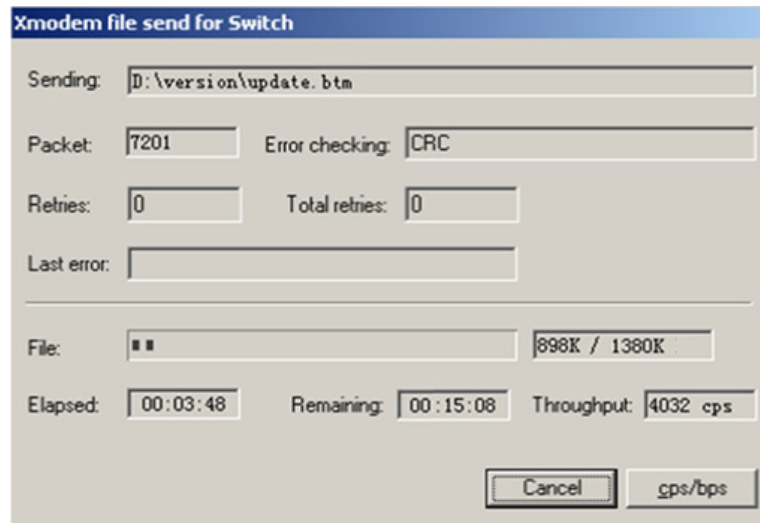 Xmodem file send for Switch
Sending: D:\version\update.btm
Packet: 7201 Error checking: CRC
Retries: 0 Total retries: 0
Last error:
File: 898K / 1380K
Elapsed: 00:03:48 Remaining: 00:15:08 Throughput: 4032 cps
Cancel cps/bps